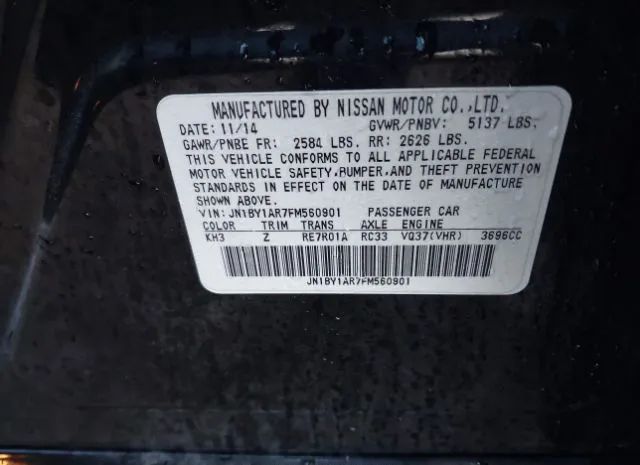 MANUFACTURED BY NISSAN MOTOR CO.,LTD.
DATE: 11/14 GVWR/PNBV: 5137 LBS.
GAWR/PNBE FR: 2584 LBS. RR: 2626 LBS.
THIS VEHICLE CONFORMS TO ALL APPLICABLE FEDERAL
MOTOR VEHICLE SAFETY,BUMPER,AND THEFT PREVENTION
STANDARDS IN EFFECT ON THE DATE OF MANUFACTURE
SHOWN ABOVE.
VIN: JN1BY1AR7FM560901 PASSENGER CAR
COLOR TRIM TRANS AXLE ENGINE
KH3 Z RE7R01A RC33 VQ37(VHR) 3696CC
JN1BY1AR7FM560901